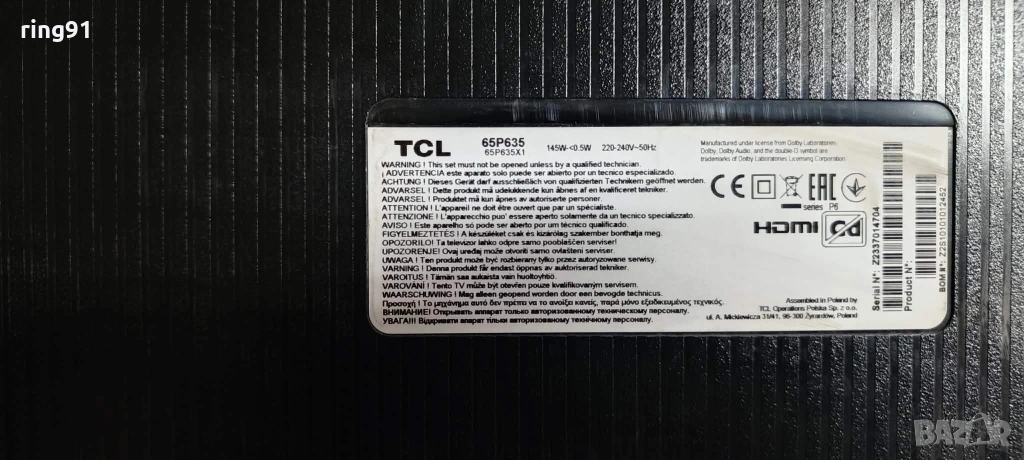 ring91
TCL 65P635
65P635X1 145W-<0.5W 220-240V~50Hz
Manufactured under license from Dolby Laboratories.
Dolby, Dolby Audio, and the double-D symbol are
trademarks of Dolby Laboratories Licensing Corporation.
WARNING ! This set must not be opened unless by a qualified technician.
¡ ADVERTENCIA ! este aparato solo puede ser abierto por un tecnico especializado.
ACHTUNG ! Dieses Gerät darf ausschließlich von qualifizierten Technikern geöffnet werden.
ADVARSEL ! Dette produkt må udelukkende kun åbnes af en kvalificeret tekniker.
ADVARSEL ! Produktet må kun åpnes av autoriserte personer.
ATTENTION ! L'appareil ne doit être ouvert que par un spécialiste.
ATTENZIONE ! L'apparecchio puo' essere aperto solamente da un tecnico specializzato.
AVISO ! Este aparelho só pode ser aberto por um técnico qualificado.
FIGYELMEZTETÉS ! A készüléket csak és kizárólag szakember bonthatja meg.
OPOZORILO! Ta televizor lahko odpre samo pooblaščen serviser!
UPOZORENJE! Ovaj uređaj može otvoriti samo ovlašteni serviser.
UWAGA ! Ten produkt może być rozbierany tylko przez autoryzowane serwisy.
VARNING ! Denna produkt får endast öppnas av auktoriserad tekniker.
VAROITUS ! Tämän saa aukaista vain huoltoyhtiö.
VAROVÁNI ! Tento TV může být otevřen pouze kvalifikovaným servisem.
WAARSCHUWING ! Mag alleen geopend worden door een bevoegde technicus.
Προσοχή ! Το μηχάνημα αυτό δεν πρέπει να το ανοίξει κανείς, παρά μόνο εξειδικευμένος τεχνικός.
ВНИМАНИЕ! Открывать аппарат только авторизованному техническому персоналу.
УВАГА!!! Відкривати апарат тільки авторизованому технічному персоналу.
CE EAC
series P6
HDMI
Assembled in Poland by
TCL Operations Polska Sp. z o.o.
ul. A. Mickiewicza 31/41, 96-300 Żyrardów, Poland
Serial N°: Z2337014704
Product N°:
BOM N°: Z2S10101012452
BAZAR